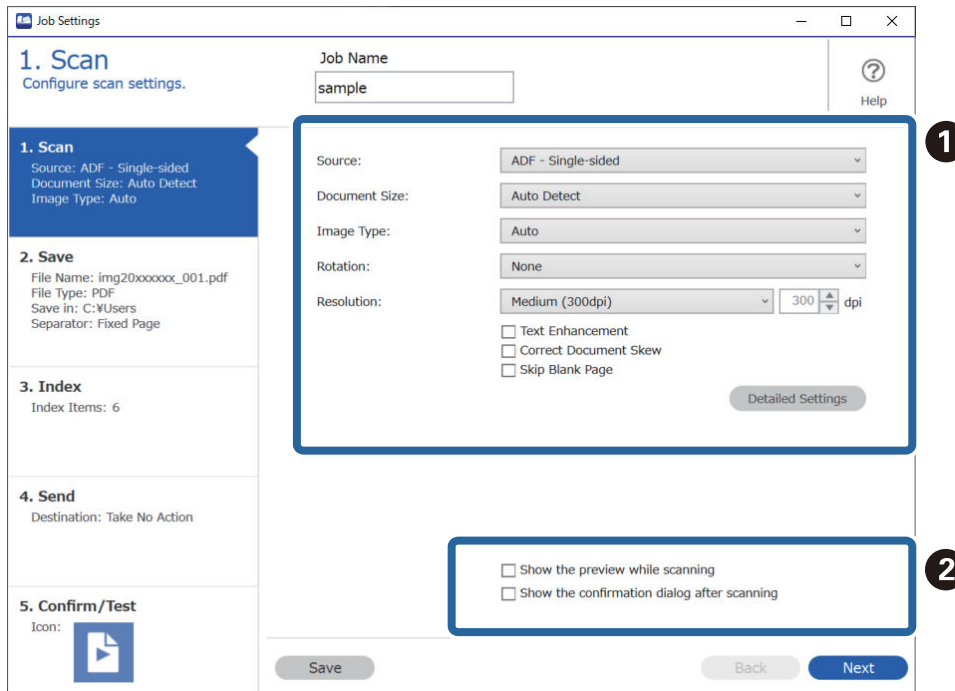 Job Settings
1. Scan
Configure scan settings.
Job Name
sample
Help
1. Scan
Source: ADF - Single-sided
Document Size: Auto Detect
Image Type: Auto
2. Save
File Name: img20xxxxxx_001.pdf
File Type: PDF
Save in: C:¥Users
Separator: Fixed Page
3. Index
Index Items: 6
4. Send
Destination: Take No Action
5. Confirm/Test
Icon:
1
Source: ADF - Single-sided
Document Size: Auto Detect
Image Type: Auto
Rotation: None
Resolution: Medium (300dpi) 300 dpi
Text Enhancement
Correct Document Skew
Skip Blank Page
Detailed Settings
2
Show the preview while scanning
Show the confirmation dialog after scanning
Save Back Next